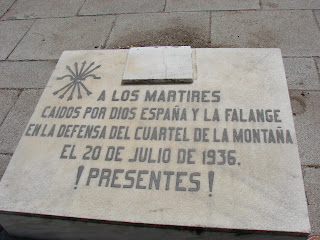 A LOS MARTIRES
CAÍDOS POR DIOS ESPAÑA Y LA FALANGE
EN LA DEFENSA DEL CUARTEL DE LA MONTAÑA
EL 20 DE JULIO DE 1936.
!PRESENTES!